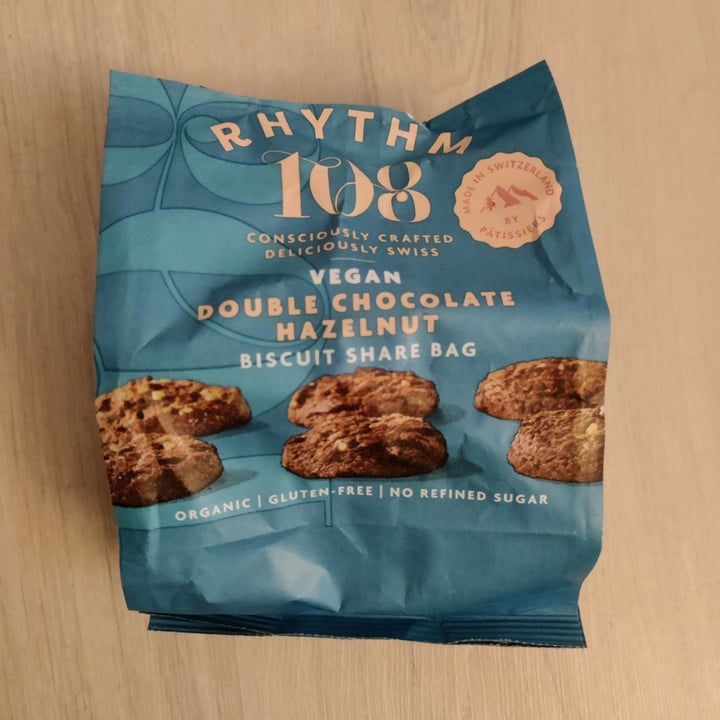 RHYTHM
108
CONSCIOUSLY CRAFTED
DELICIOUSLY SWISS
MADE IN SWITZERLAND
BY
PÂTISSIERS
VEGAN
DOUBLE CHOCOLATE
HAZELNUT
BISCUIT SHARE BAG
ORGANIC | GLUTEN-FREE | NO REFINED SUGAR